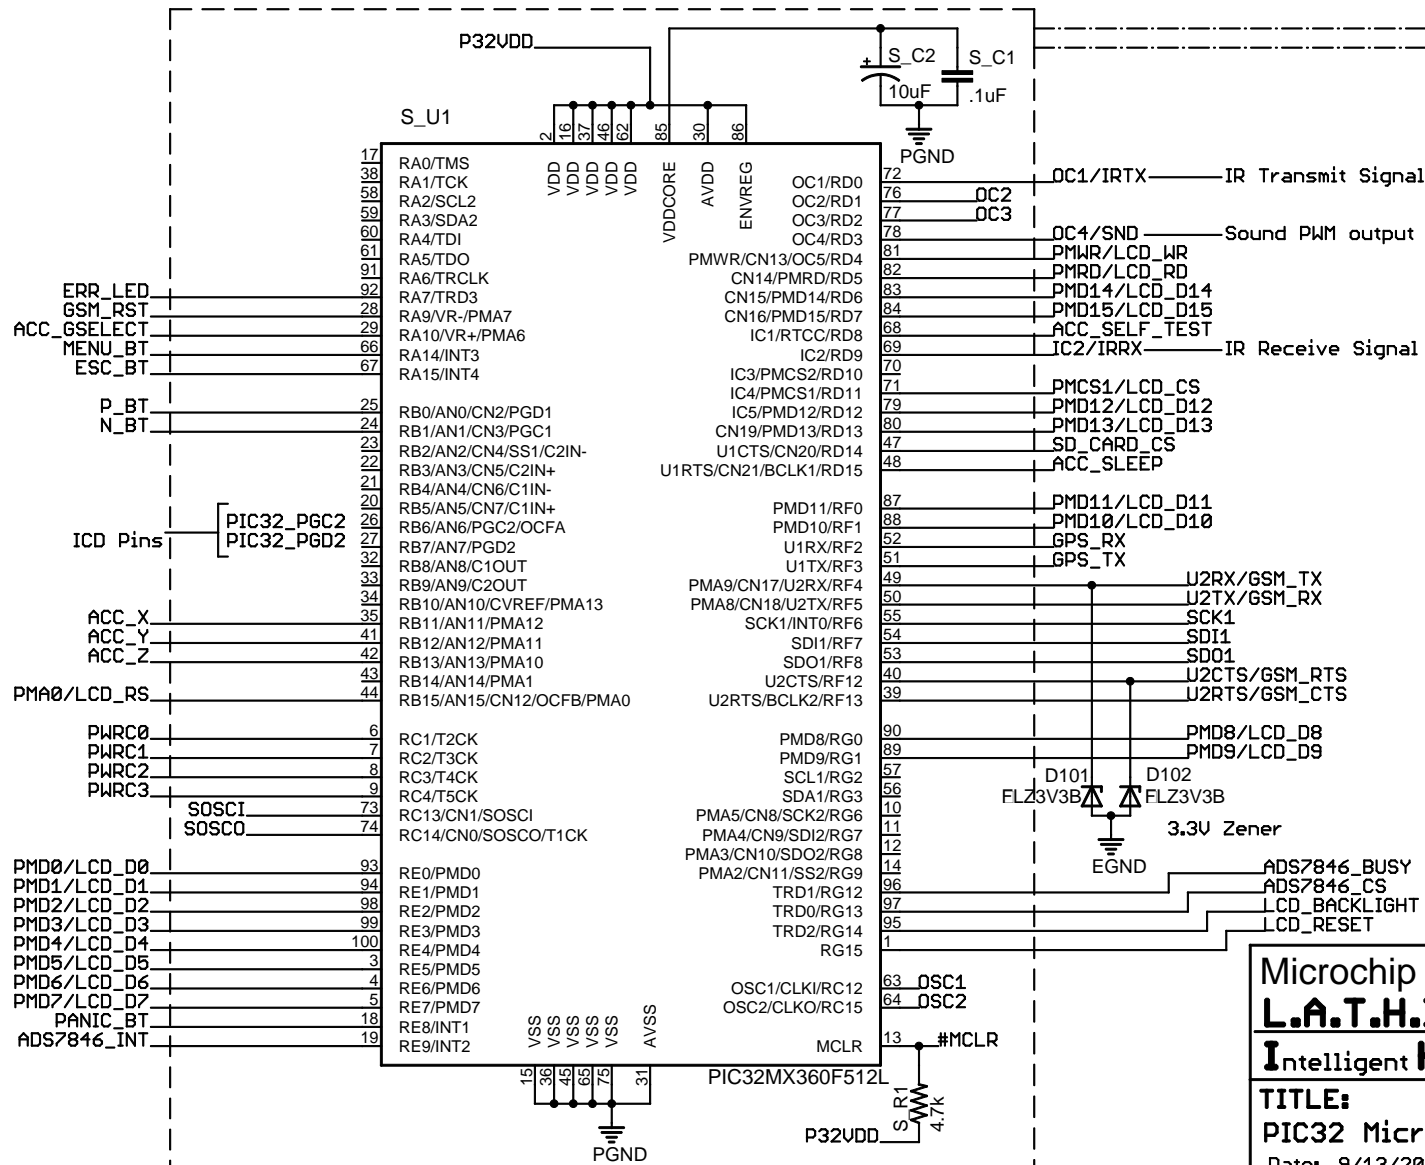 P32VDD
S_C2
S_C1
10uF
.1uF
PGND
S_U1
2
16
37
46
62
85
30
86
VDD
VDD
VDD
VDD
VDD
VDDCORE
AVDD
ENVREG
17 RA0/TMS
38 RA1/TCK
58 RA2/SCL2
59 RA3/SDA2
60 RA4/TDI
61 RA5/TDO
91 RA6/TRCLK
ERR_LED 92 RA7/TRD3
GSM_RST 28 RA9/VR-/PMA7
ACC_GSELECT 29 RA10/VR+/PMA6
MENU_BT 66 RA14/INT3
ESC_BT 67 RA15/INT4
P_BT 25 RB0/AN0/CN2/PGD1
N_BT 24 RB1/AN1/CN3/PGC1
23 RB2/AN2/CN4/SS1/C2IN-
22 RB3/AN3/CN5/C2IN+
21 RB4/AN4/CN6/C1IN-
20 RB5/AN5/CN7/C1IN+
ICD Pins
PIC32_PGC2 26 RB6/AN6/PGC2/OCFA
PIC32_PGD2 27 RB7/AN7/PGD2
32 RB8/AN8/C1OUT
33 RB9/AN9/C2OUT
34 RB10/AN10/CVREF/PMA13
ACC_X 35 RB11/AN11/PMA12
ACC_Y 41 RB12/AN12/PMA11
ACC_Z 42 RB13/AN13/PMA10
43 RB14/AN14/PMA1
PMA0/LCD_RS 44 RB15/AN15/CN12/OCFB/PMA0
PWRC0 6 RC1/T2CK
PWRC1 7 RC2/T3CK
PWRC2 8 RC3/T4CK
PWRC3 9 RC4/T5CK
SOSCI 73 RC13/CN1/SOSCI
SOSCO 74 RC14/CN0/SOSCO/T1CK
PMD0/LCD_D0 93 RE0/PMD0
PMD1/LCD_D1 94 RE1/PMD1
PMD2/LCD_D2 98 RE2/PMD2
PMD3/LCD_D3 99 RE3/PMD3
PMD4/LCD_D4 100 RE4/PMD4
PMD5/LCD_D5 3 RE5/PMD5
PMD6/LCD_D6 4 RE6/PMD6
PMD7/LCD_D7 5 RE7/PMD7
PANIC_BT 18 RE8/INT1
ADS7846_INT 19 RE9/INT2
OC1/RD0 72 OC1/IRTX IR Transmit Signal
OC2/RD1 76 OC2
OC3/RD2 77 OC3
OC4/RD3 78 OC4/SND Sound PWM output
PMWR/CN13/OC5/RD4 81 PMWR/LCD_WR
CN14/PMRD/RD5 82 PMRD/LCD_RD
CN15/PMD14/RD6 83 PMD14/LCD_D14
CN16/PMD15/RD7 84 PMD15/LCD_D15
IC1/RTCC/RD8 68 ACC_SELF_TEST
IC2/RD9 69 IC2/IRRX IR Receive Signal
IC3/PMCS2/RD10 70
IC4/PMCS1/RD11 71 PMCS1/LCD_CS
IC5/PMD12/RD12 79 PMD12/LCD_D12
CN19/PMD13/RD13 80 PMD13/LCD_D13
U1CTS/CN20/RD14 47 SD_CARD_CS
U1RTS/CN21/BCLK1/RD15 48 ACC_SLEEP
PMD11/RF0 87 PMD11/LCD_D11
PMD10/RF1 88 PMD10/LCD_D10
U1RX/RF2 52 GPS_RX
U1TX/RF3 51 GPS_TX
PMA9/CN17/U2RX/RF4 49 U2RX/GSM_TX
PMA8/CN18/U2TX/RF5 50 U2TX/GSM_RX
SCK1/INT0/RF6 55 SCK1
SDI1/RF7 54 SDI1
SDO1/RF8 53 SDO1
U2CTS/RF12 40 U2CTS/GSM_RTS
U2RTS/BCLK2/RF13 39 U2RTS/GSM_CTS
PMD8/RG0 90 PMD8/LCD_D8
PMD9/RG1 89 PMD9/LCD_D9
SCL1/RG2 57
SDA1/RG3 56
PMA5/CN8/SCK2/RG6 10
PMA4/CN9/SDI2/RG7 11
PMA3/CN10/SDO2/RG8 12
PMA2/CN11/SS2/RG9 14
TRD1/RG12 96 ADS7846_BUSY
TRD0/RG13 97 ADS7846_CS
TRD2/RG14 95 LCD_BACKLIGHT
RG15 1 LCD_RESET
OSC1/CLKI/RC12 63 OSC1
OSC2/CLKO/RC15 64 OSC2
MCLR 13 #MCLR
D101
FLZ3V3B
D102
FLZ3V3B
3.3V Zener
EGND
VSS
VSS
VSS
VSS
VSS
AVSS
15
36
45
65
75
31
PGND
PIC32MX360F512L
S_R1
4.7k
P32VDD
Microchip
L.A.T.H.
Intelligent
TITLE:
PIC32 Micr
Date: 9/13/20